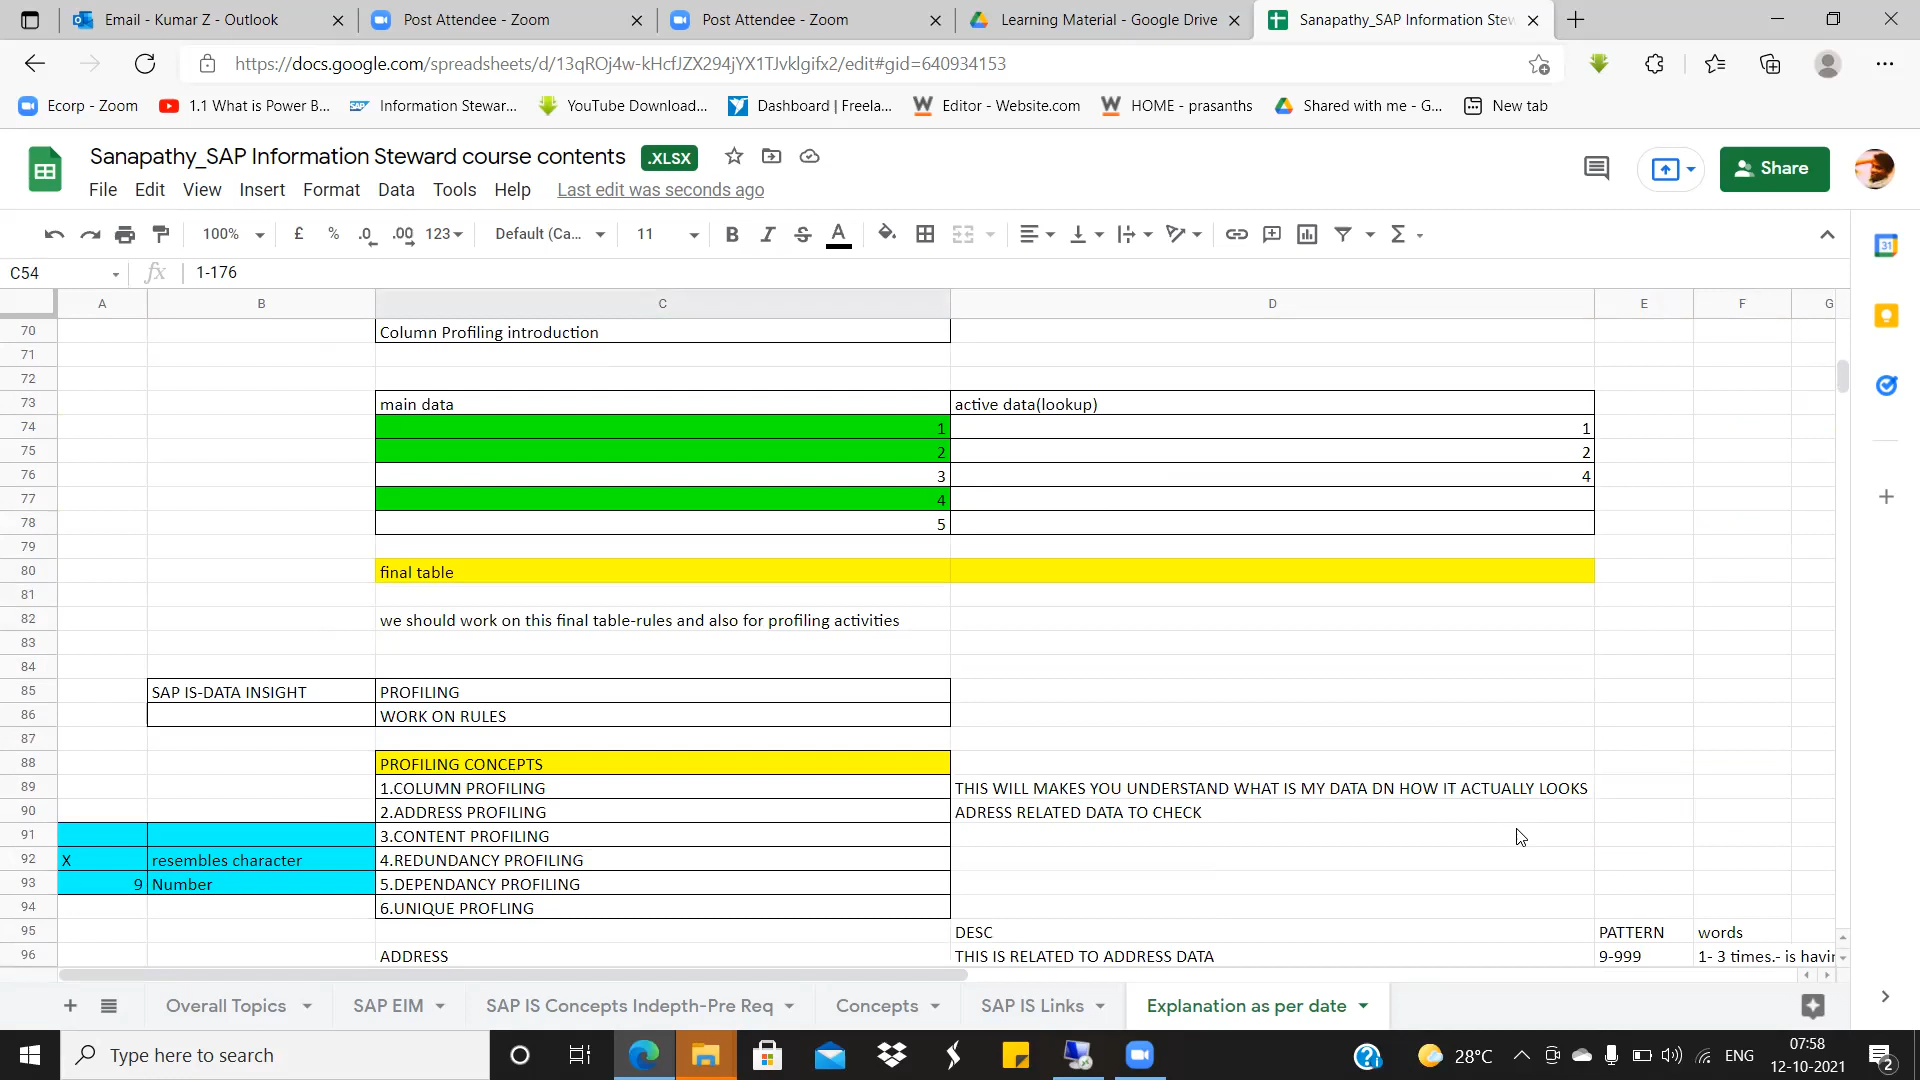 Email - Kumar Z - Outlook
Post Attendee - Zoom
Post Attendee - Zoom
Learning Material - Google Drive
Sanapathy_SAP Information Stew
https://docs.google.com/spreadsheets/d/13qROj4w-kHcfJZX294jYX1TJvklgifx2/edit#gid=640934153
Ecorp - Zoom
1.1 What is Power B...
Information Stewar...
YouTube Download...
Dashboard | Freela...
Editor - Website.com
HOME - prasanths
Shared with me - G...
New tab
Sanapathy_SAP Information Steward course contents .XLSX
Share
File Edit View Insert Format Data Tools Help Last edit was seconds ago
100% £ % .0 .00 123 Default (Ca... 11 B I S A Σ
C54 fx 1-176
A B C D E F G
70 Column Profiling introduction
71
72
73 main data active data(lookup)
74 1 1
75 2 2
76 3 4
77 4
78 5
79
80 final table
81
82 we should work on this final table-rules and also for profiling activities
83
84
85 SAP IS-DATA INSIGHT PROFILING
86 WORK ON RULES
87
88 PROFILING CONCEPTS
89 1.COLUMN PROFILING THIS WILL MAKES YOU UNDERSTAND WHAT IS MY DATA DN HOW IT ACTUALLY LOOKS
90 2.ADDRESS PROFILING ADRESS RELATED DATA TO CHECK
91 3.CONTENT PROFILING
92 X resembles character 4.REDUNDANCY PROFILING
93 9 Number 5.DEPENDANCY PROFILING
94 6.UNIQUE PROFLING
95 DESC PATTERN words
96 ADDRESS THIS IS RELATED TO ADDRESS DATA 9-999 1- 3 times.- is havin
Overall Topics
SAP EIM
SAP IS Concepts Indepth-Pre Req
Concepts
SAP IS Links
Explanation as per date
Type here to search
28°C
ENG
07:58
12-10-2021
2